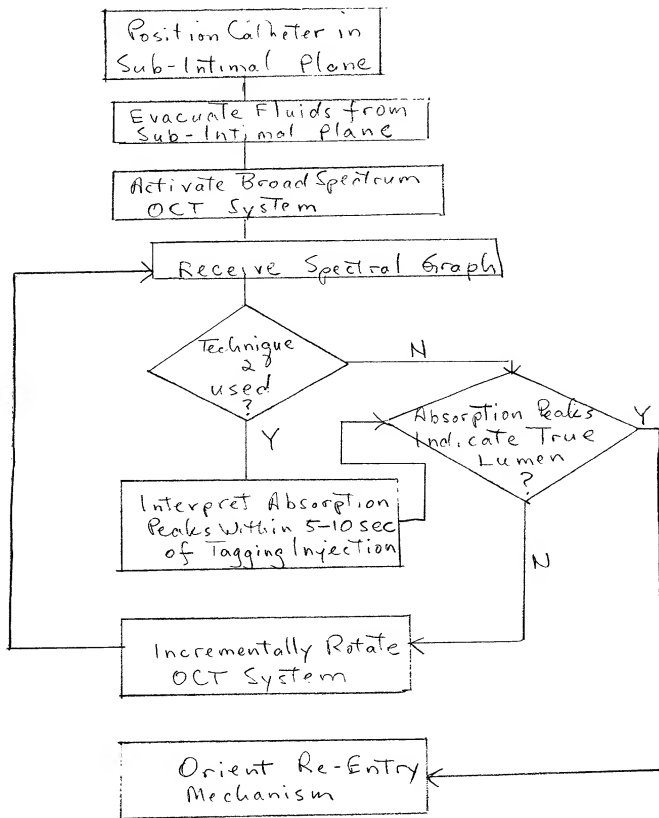 Position Catheter in
Sub-Intimal Plane
Evacuate Fluids from
Sub-Intimal Plane
Activate Broad Spectrum
OCT System
Receive Spectral Graph
Technique
2
used
?
N
Y
Absorption Peaks
Indicate True
Lumen
?
Y
N
Interpret Absorption
Peaks Within 5-10 sec
of Tagging Injection
Incrementally Rotate
OCT System
Orient Re-Entry
Mechanism